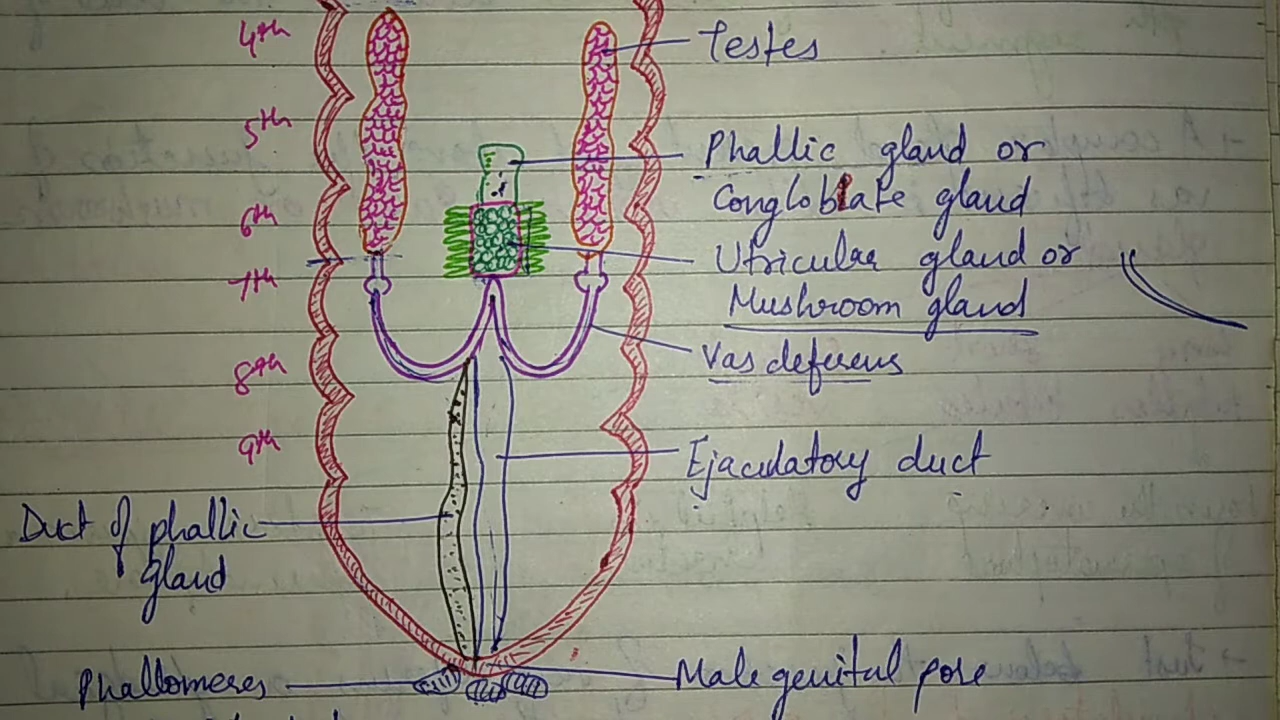 4th
Testes
5th
Phallic gland or
Conglobate gland
6th
Utricular gland or
7th
Mushroom gland
Vas deferens
8th
9th
Ejaculatory duct
Duct of phallic
gland
Phallomeres
Male genital pore